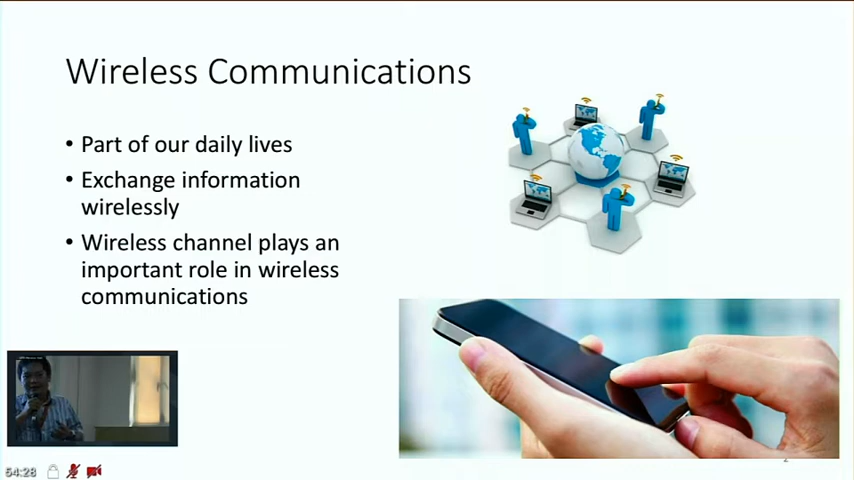 Wireless Communications
• Part of our daily lives
• Exchange information
wirelessly
• Wireless channel plays an
important role in wireless
communications
54:28
2